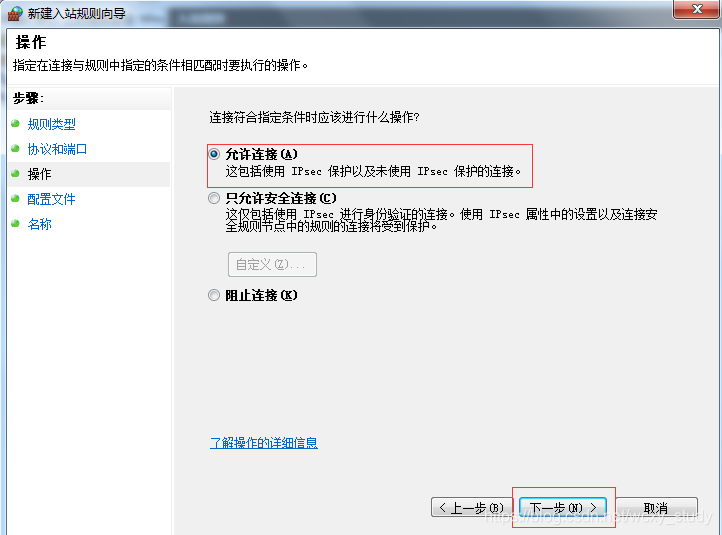 新建入站规则向导
操作
指定在连接与规则中指定的条件相匹配时要执行的操作。
步骤:
规则类型
协议和端口
操作
配置文件
名称
连接符合指定条件时应该进行什么操作?
允许连接(A)
这包括使用 IPsec 保护以及未使用 IPsec 保护的连接。
只允许安全连接(C)
这仅包括使用 IPsec 进行身份验证的连接。使用 IPsec 属性中的设置以及连接安
全规则节点中的规则的连接将受到保护。
自定义(Z)...
阻止连接(K)
了解操作的详细信息
< 上一步(B)
下一步(N) >
取消
https://blog.csdn.net/wcxy_study